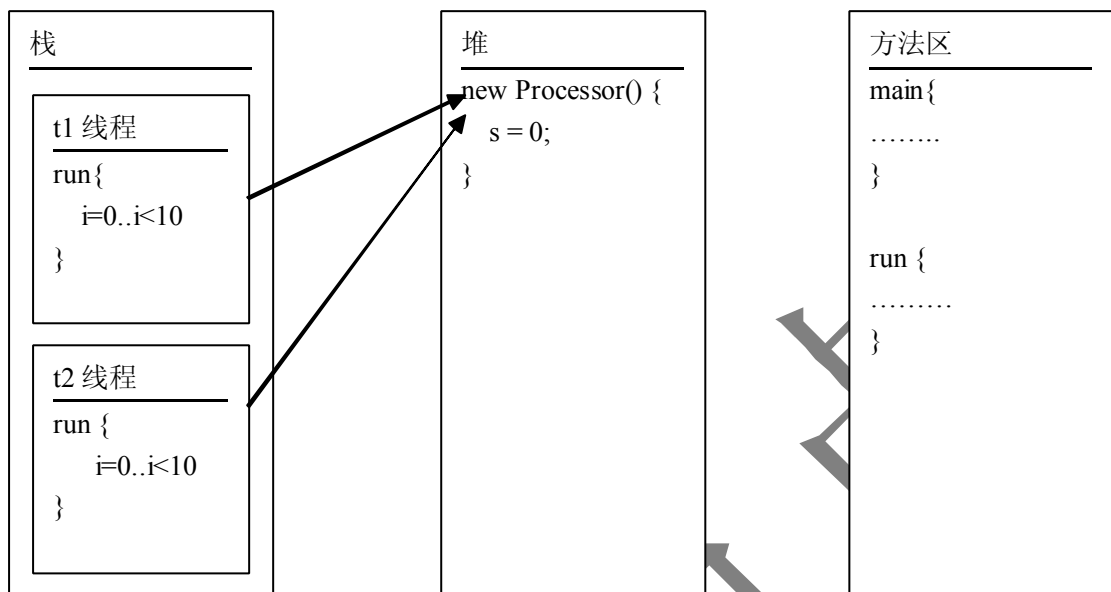 栈
t1 线程
run{
i=0..i<10
}
t2 线程
run {
i=0..i<10
}
堆
new Processor() {
s = 0;
}
方法区
main{
……..
}
run {
………
}